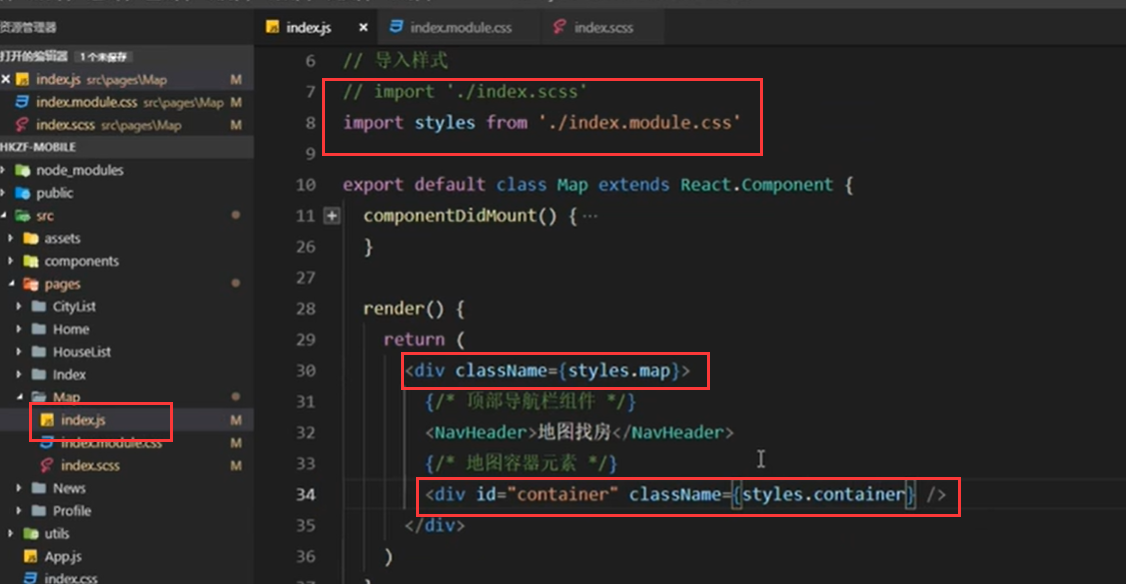 资源管理器
打开的编辑器 1 个未保存
index.js src\pages\Map M
index.module.css src\pages\Map M
index.scss src\pages\Map M
HKZF-MOBILE
node_modules
public
src
assets
components
pages
CityList
Home
HouseList
Index
Map
index.js M
index.module.css M
index.scss M
News
Profile
utils
App.js
index.css
index.js index.module.css index.scss
6 // 导入样式
7 // import './index.scss'
8 import styles from './index.module.css'
9
10 export default class Map extends React.Component {
11 componentDidMount() { ...
26 }
27
28 render() {
29 return (
30 <div className={styles.map}>
31 {/* 顶部导航栏组件 */}
32 <NavHeader>地图找房</NavHeader>
33 {/* 地图容器元素 */}
34 <div id="container" className={styles.container} />
35 </div>
36 )